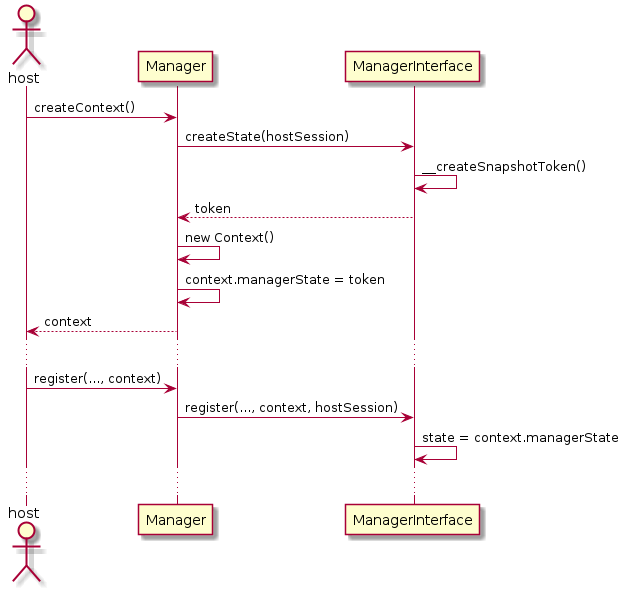 host
Manager
ManagerInterface
createContext()
createState(hostSession)
__createSnapshotToken()
token
new Context()
context.managerState = token
context
register(..., context)
register(..., context, hostSession)
state = context.managerState
host
Manager
ManagerInterface